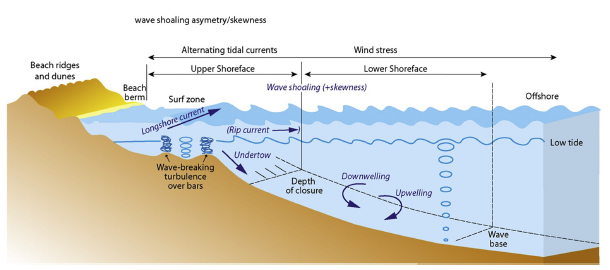 wave shoaling asymetry/skewness
Alternating tidal currents
Wind stress
Beach ridges
and dunes
Upper Shoreface
Lower Shoreface
Beach
berm
Surf zone
Wave shoaling (+skewness)
Offshore
Longshore current
(Rip current
Low tide
)
Undertow
Wave-breaking
turbulence
over bars
Depth
of closure
Downwelling
Upwelling
Wave
base